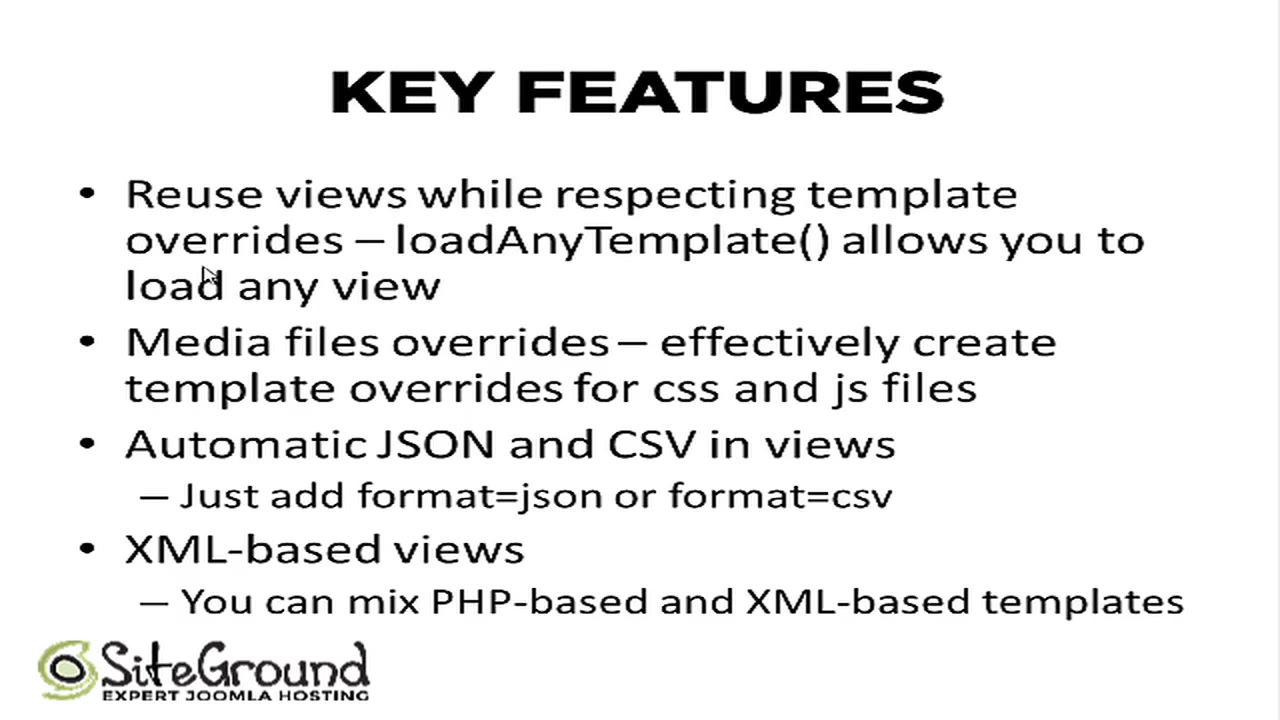 KEY FEATURES
• Reuse views while respecting template
overrides – loadAnyTemplate() allows you to
load any view
• Media files overrides – effectively create
template overrides for css and js files
• Automatic JSON and CSV in views
– Just add format=json or format=csv
• XML-based views
– You can mix PHP-based and XML-based templates
SiteGround
EXPERT JOOMLA HOSTING